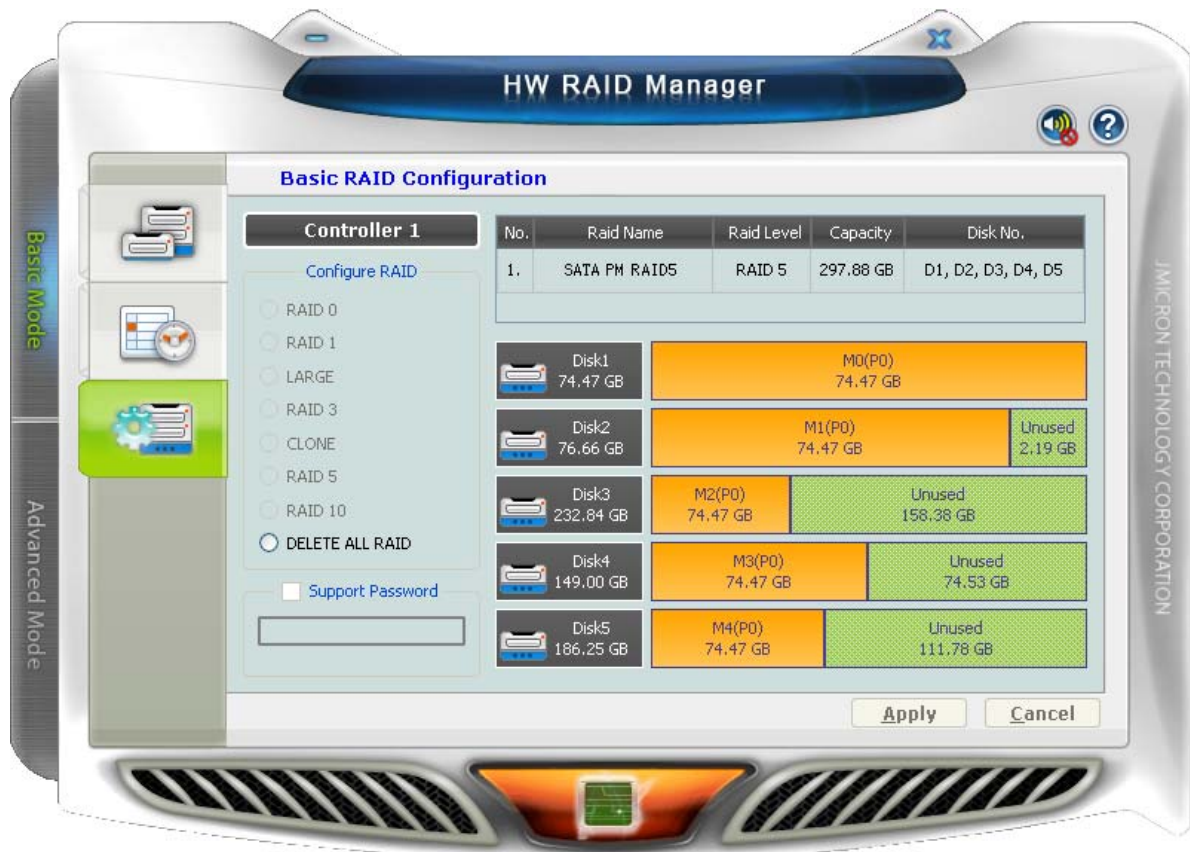 HW RAID Manager
Basic RAID Configuration
Basic Mode
Advanced Mode
Controller 1
Configure RAID
RAID 0
RAID 1
LARGE
RAID 3
CLONE
RAID 5
RAID 10
DELETE ALL RAID
Support Password
No. Raid Name Raid Level Capacity Disk No.
1. SATA PM RAID5 RAID 5 297.88 GB D1, D2, D3, D4, D5
Disk1
74.47 GB
M0(P0)
74.47 GB
Disk2
76.66 GB
M1(P0)
74.47 GB
Unused
2.19 GB
Disk3
232.84 GB
M2(P0)
74.47 GB
Unused
158.38 GB
Disk4
149.00 GB
M3(P0)
74.47 GB
Unused
74.53 GB
Disk5
186.25 GB
M4(P0)
74.47 GB
Unused
111.78 GB
Apply Cancel
JMICRON TECHNOLOGY CORPORATION